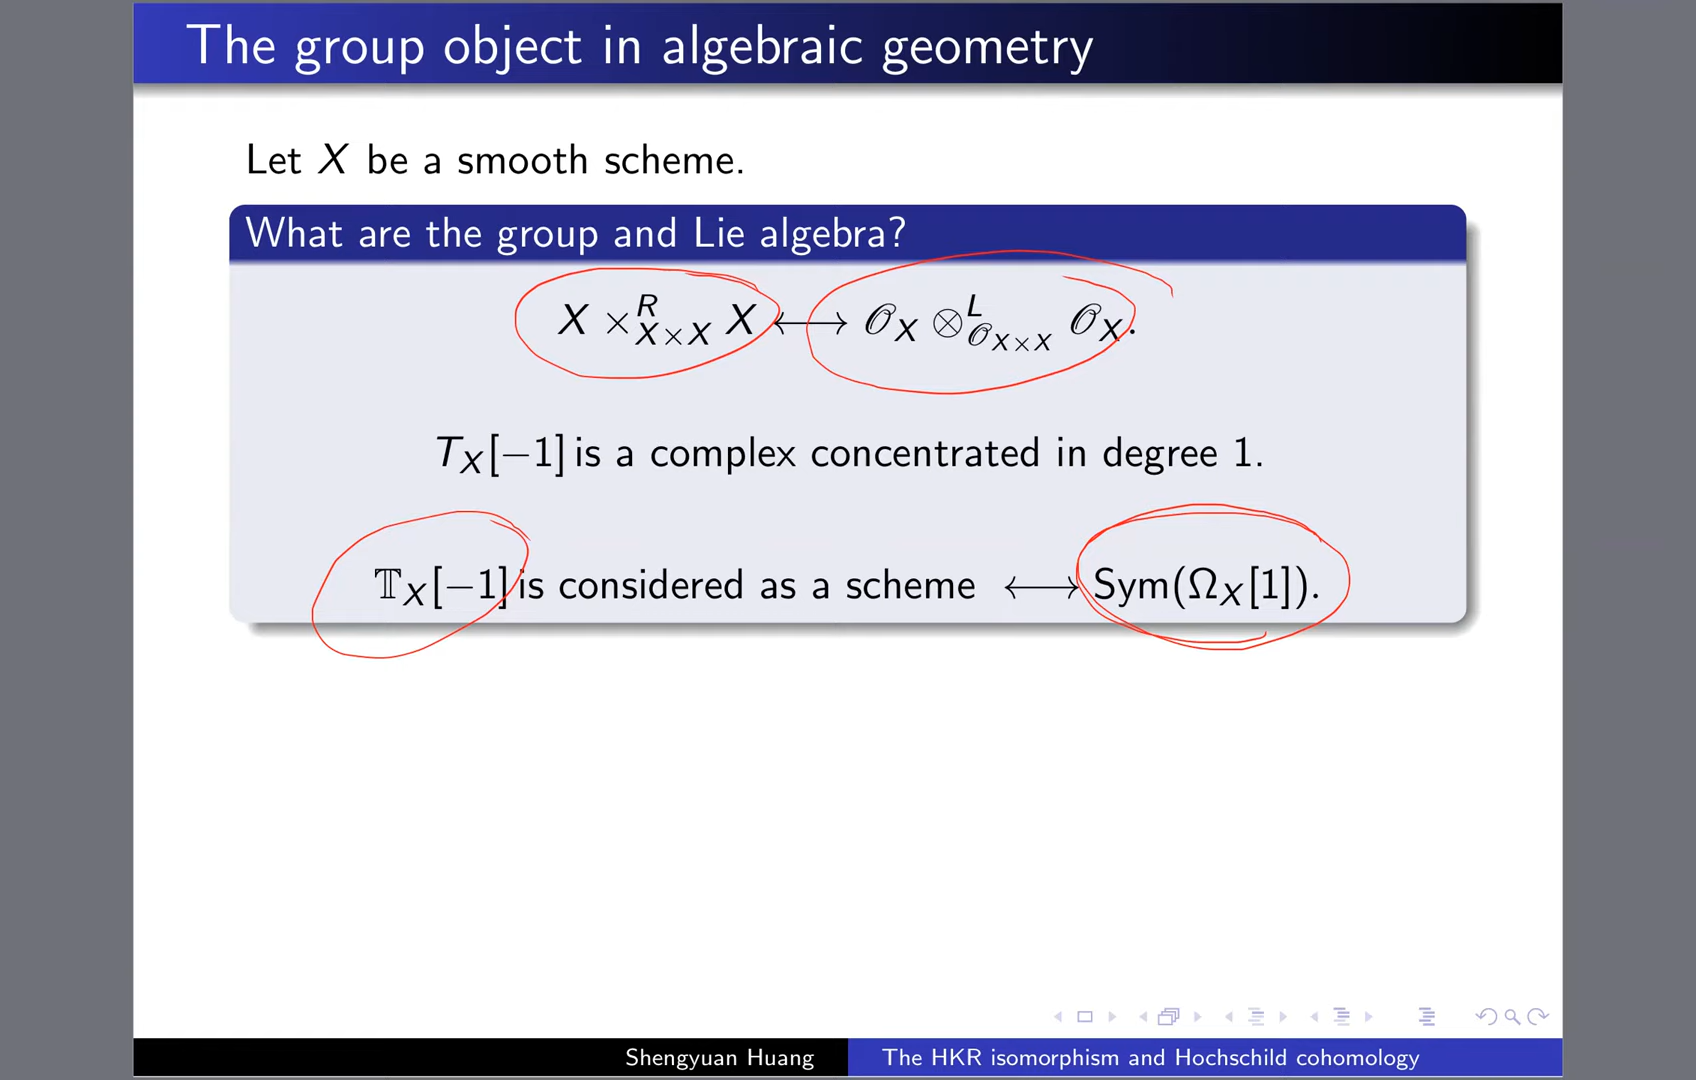 The group object in algebraic geometry
Let X be a smooth scheme.
What are the group and Lie algebra?
X ×^R_{X×X} X ⟷ 𝒪_X ⊗^L_{𝒪_{X×X}} 𝒪_X.
T_X[−1] is a complex concentrated in degree 1.
𝕋_X[−1] is considered as a scheme ⟷ Sym(Ω_X[1]).
Shengyuan Huang The HKR isomorphism and Hochschild cohomology